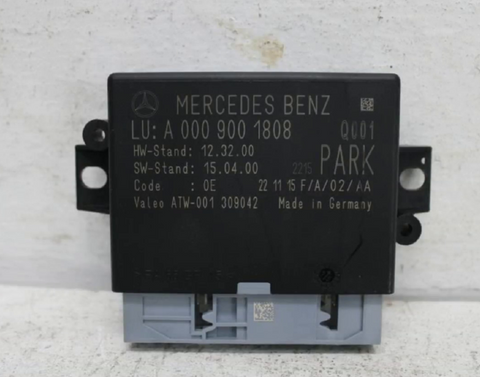 MERCEDES BENZ
LU: A 000 900 1808 Q001
HW-Stand: 12.32.00
SW-Stand: 15.04.00 2215 PARK
Code : 0E 22 11 15 F/A/02/AA
Valeo ATW-001 309042 Made in Germany